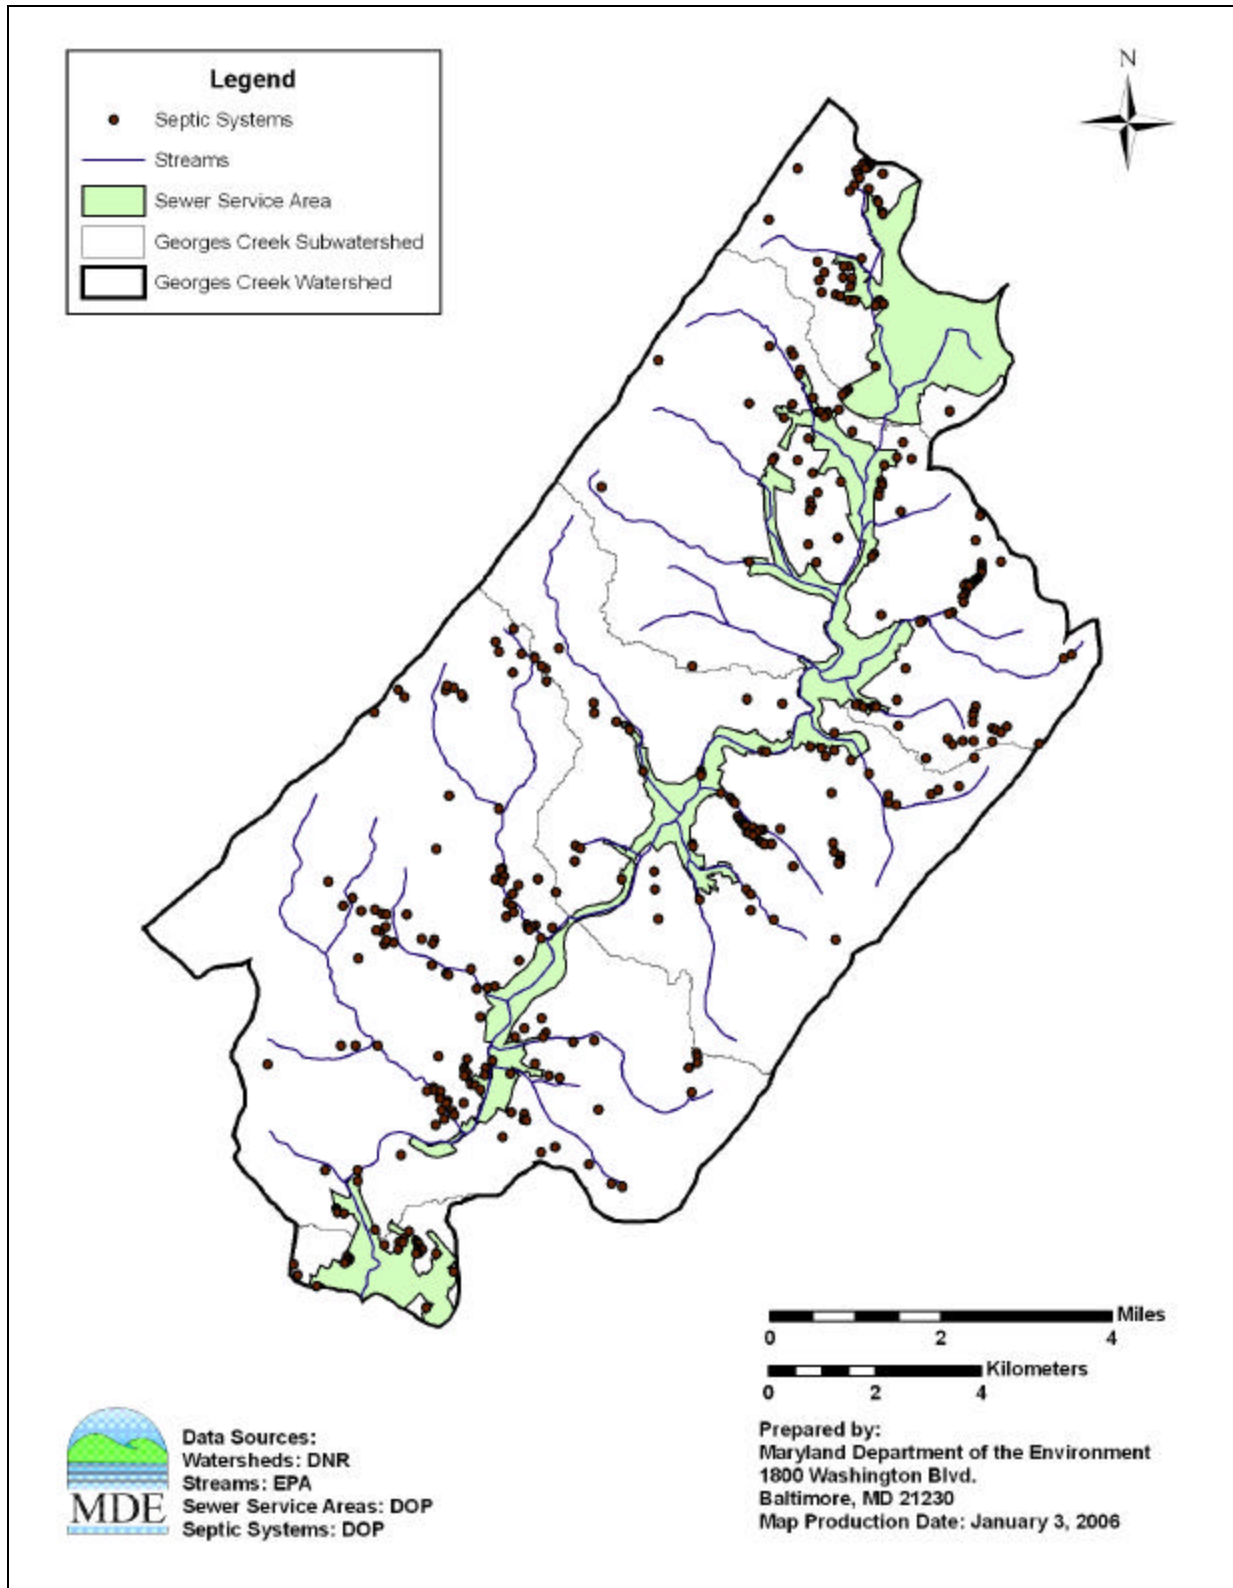 Legend
Septic Systems
Streams
Sewer Service Area
Georges Creek Subwatershed
Georges Creek Watershed
N
Miles
0 2 4
Kilometers
0 2 4
MDE
Data Sources:
Watersheds: DNR
Streams: EPA
Sewer Service Areas: DOP
Septic Systems: DOP
Prepared by:
Maryland Department of the Environment
1800 Washington Blvd.
Baltimore, MD 21230
Map Production Date: January 3, 2006